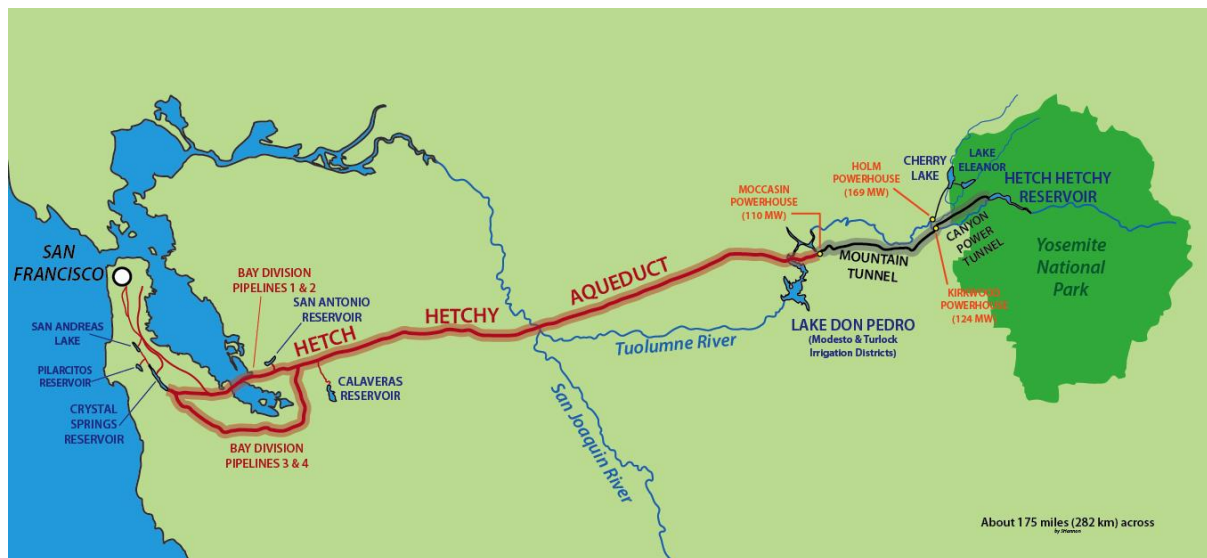 SAN
FRANCISCO
SAN ANDREAS
LAKE
PILARCITOS
RESERVOIR
CRYSTAL
SPRINGS
RESERVOIR
BAY DIVISION
PIPELINES 1 & 2
SAN ANTONIO
RESERVOIR
HETCH
HETCHY
AQUEDUCT
CALAVERAS
RESERVOIR
BAY DIVISION
PIPELINES 3 & 4
Tuolumne River
San Joaquin River
MOCCASIN
POWERHOUSE
(110 MW)
LAKE DON PEDRO
(Modesto & Turlock
Irrigation Districts)
HOLM
POWERHOUSE
(169 MW)
CHERRY
LAKE
LAKE
ELEANOR
HETCH HETCHY
RESERVOIR
MOUNTAIN
TUNNEL
CANYON
POWER
TUNNEL
KIRKWOOD
POWERHOUSE
(124 MW)
Yosemite
National
Park
About 175 miles (282 km) across
by Shannon